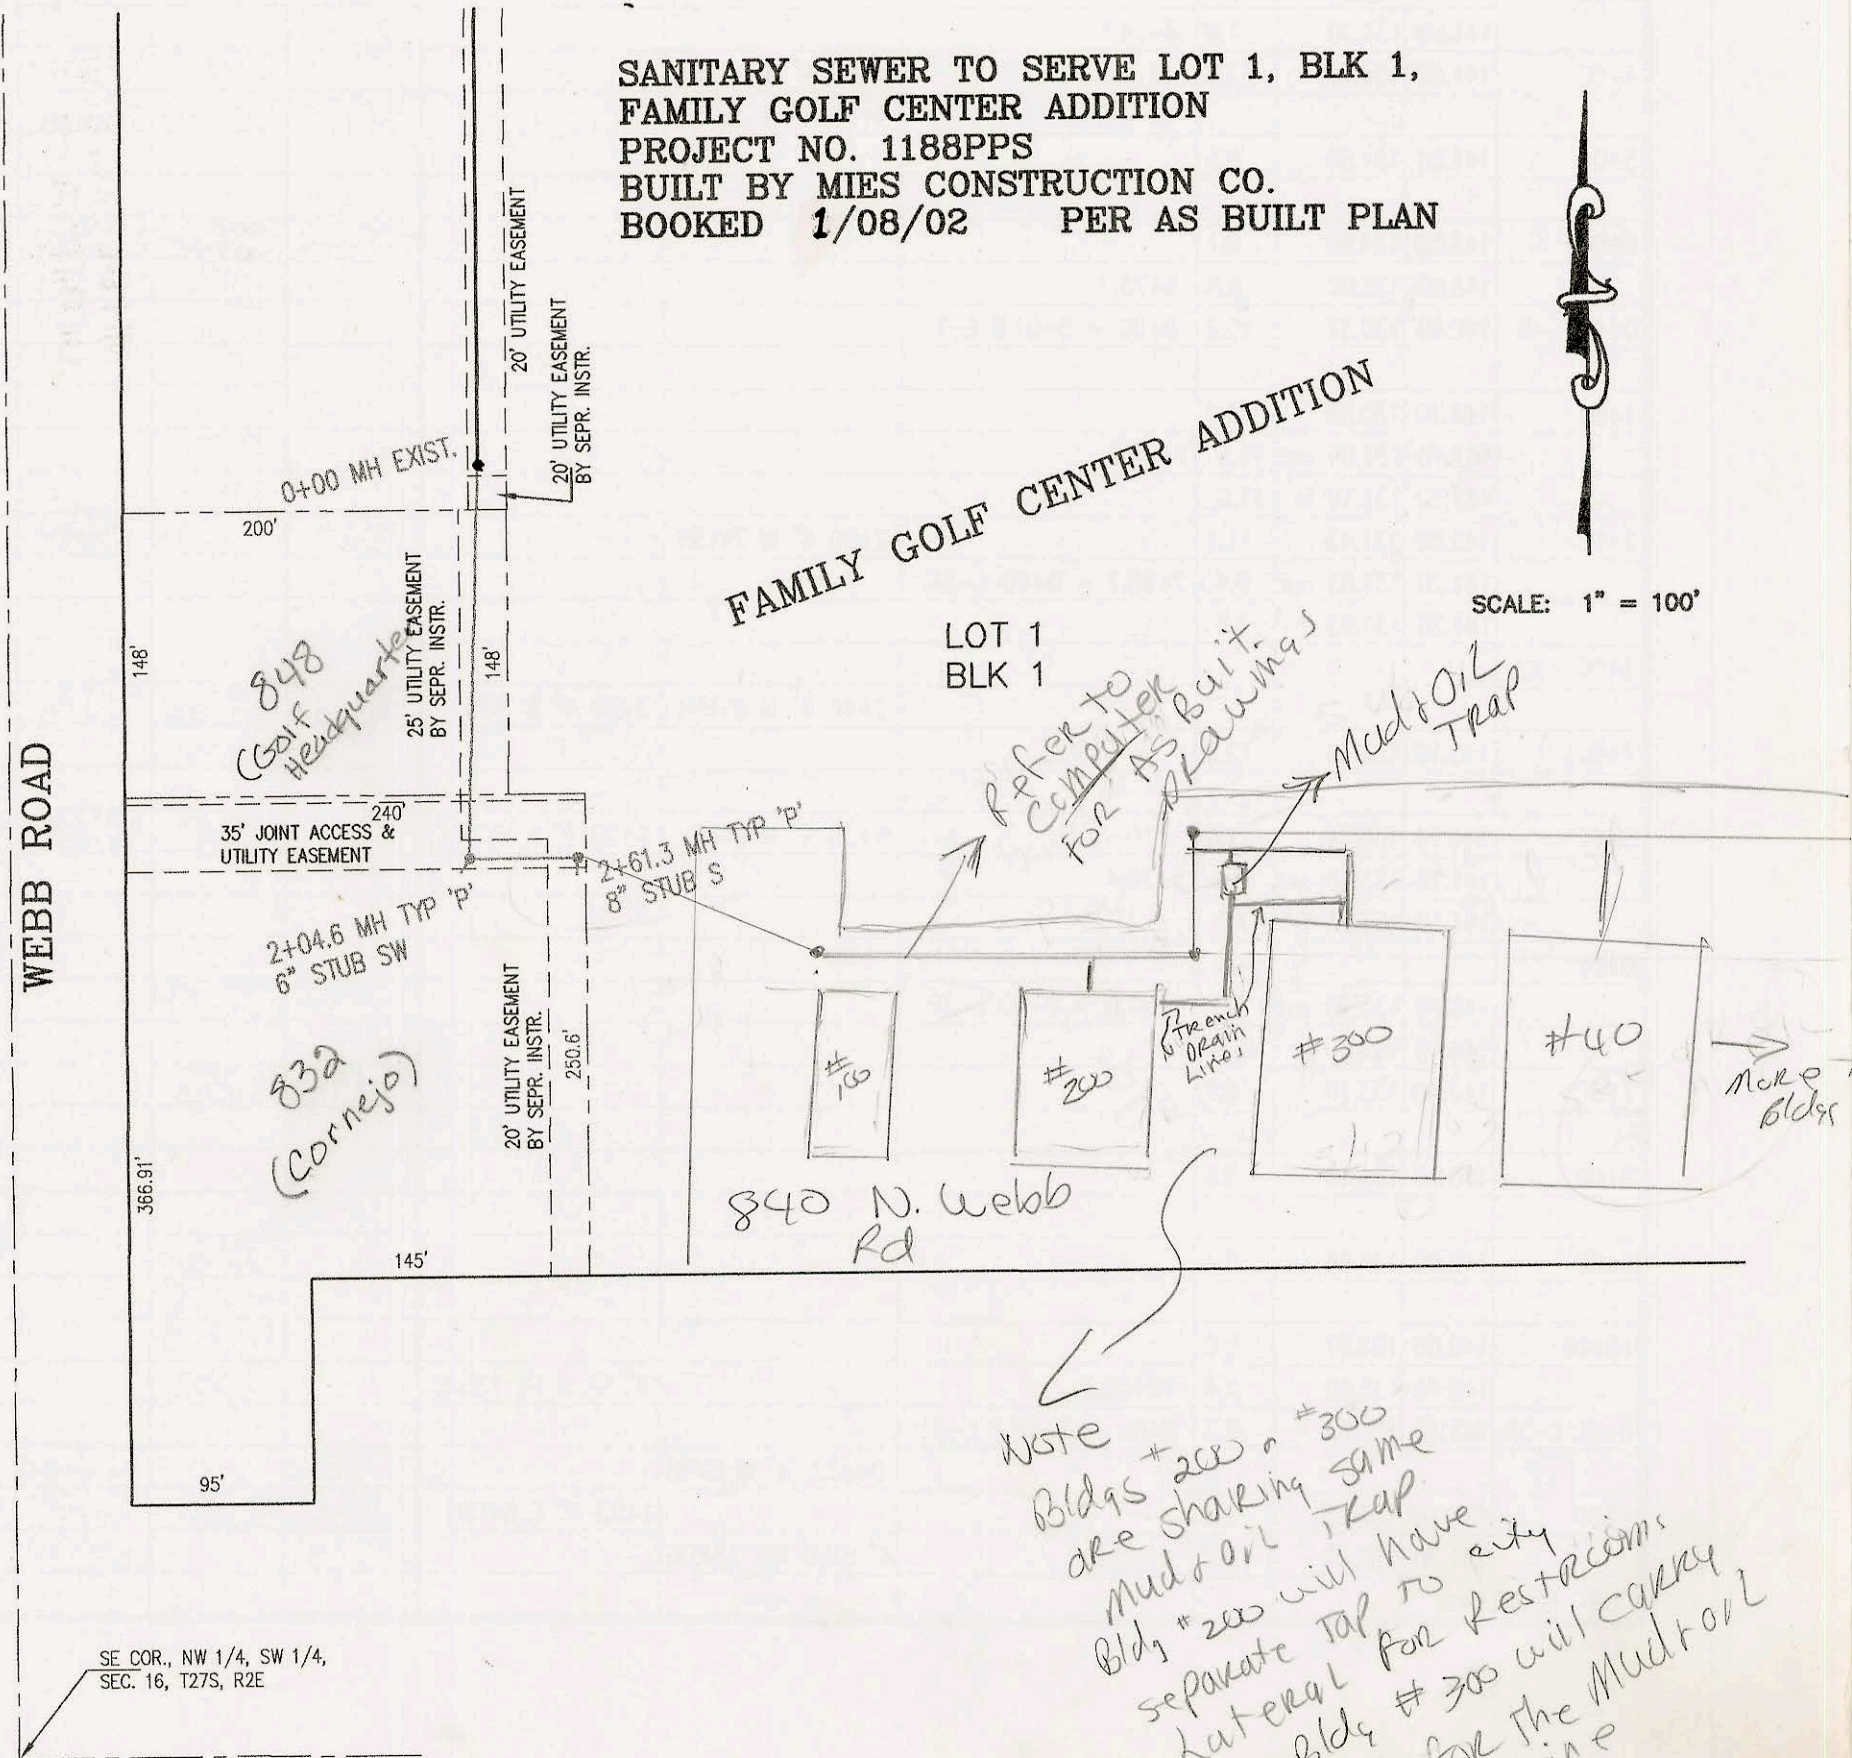 SANITARY SEWER TO SERVE LOT 1, BLK 1,
FAMILY GOLF CENTER ADDITION
PROJECT NO. 1188PPS
BUILT BY MIES CONSTRUCTION CO.
BOOKED 1/08/02 PER AS BUILT PLAN
20' UTILITY EASEMENT
20' UTILITY EASEMENT
BY SEPR. INSTR.
0+00 MH EXIST.
200'
FAMILY GOLF CENTER ADDITION
SCALE: 1" = 100'
LOT 1
BLK 1
148'
848
(Golf
Headquarters
25' UTILITY EASEMENT
BY SEPR. INSTR.
148'
Refer to
Computer
For AS Built
Drawings
Mud & OIL
TRAP
WEBB ROAD
240'
35' JOINT ACCESS &
UTILITY EASEMENT
2+61.3 MH TYP 'P'
8" STUB S
2+04.6 MH TYP 'P'
6" STUB SW
20' UTILITY EASEMENT
BY SEPR. INSTR.
250.6'
832
(Cornejo)
366.91'
#100
#200
Trench
Drain
Lines
#300
#40
More
Bldgs
840 N. Webb
Rd
145'
95'
Note
Bldgs #200 & #300
are sharing same
Mud & Oil Trap
Bldg #200 will have
separate Tap to city
Lateral for Restrooms
Bldg #300 will carry
for The Mud & Oil
SE COR., NW 1/4, SW 1/4,
SEC. 16, T27S, R2E